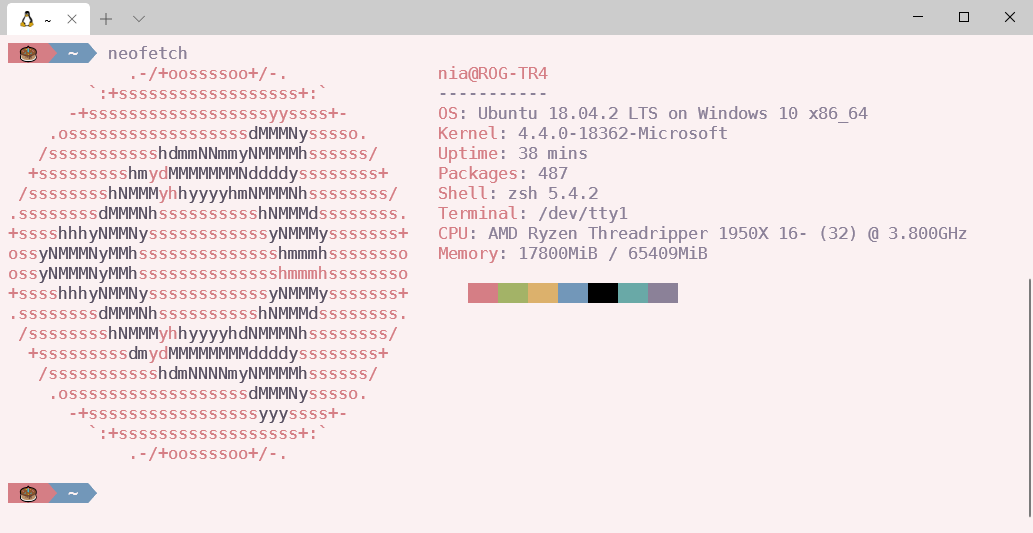 ~
~ neofetch
.-/+oossssoo+/-. nia@ROG-TR4
`:+ssssssssssssssssss+:` -----------
-+ssssssssssssssssssyyssss+- OS: Ubuntu 18.04.2 LTS on Windows 10 x86_64
.ossssssssssssssssssdMMMNysssso. Kernel: 4.4.0-18362-Microsoft
/ssssssssssshdmmNNmmyNMMMMhssssss/ Uptime: 38 mins
+ssssssssshmydMMMMMMMNddddyssssssss+ Packages: 487
/sssssssshNMMMyhhyyyyhmNMMMNhssssssss/ Shell: zsh 5.4.2
.ssssssssdMMMNhsssssssssshNMMMdssssssss. Terminal: /dev/tty1
+sssshhhyNMMNyssssssssssssyNMMMysssssss+ CPU: AMD Ryzen Threadripper 1950X 16- (32) @ 3.800GHz
ossyNMMMNyMMhsssssssssssssshmmmhssssssso Memory: 17800MiB / 65409MiB
ossyNMMMNyMMhsssssssssssssshmmmhssssssso
+sssshhhyNMMNyssssssssssssyNMMMysssssss+
.ssssssssdMMMNhsssssssssshNMMMdssssssss.
/sssssssshNMMMyhhyyyyhdNMMMNhssssssss/
+sssssssssdmydMMMMMMMMddddyssssssss+
/ssssssssssshdmNNNNmyNMMMMhssssss/
.ossssssssssssssssssdMMMNysssso.
-+sssssssssssssssssyyyssss+-
`:+ssssssssssssssssss+:`
.-/+oossssoo+/-.
~